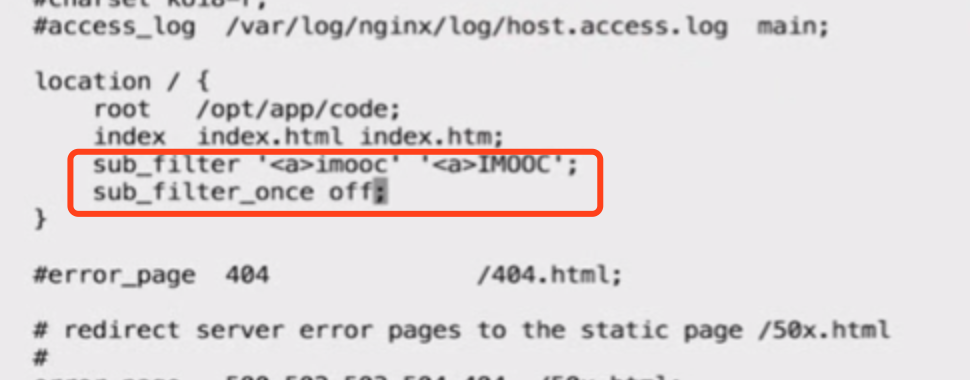 #charset koi8-r;
#access_log  /var/log/nginx/log/host.access.log  main;
location / {
root   /opt/app/code;
index  index.html index.htm;
sub_filter '<a>imooc' '<a>IMOOC';
sub_filter_once off;
}
#error_page  404              /404.html;
# redirect server error pages to the static page /50x.html
#